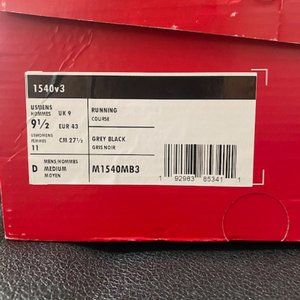 1540v3
US MENS HOMMES 9½
UK 9
EUR 43
US WOMENS FEMMES 11
CM 27½
RUNNING
COURSE
GREY BLACK
GRIS NOIR
D MENS/HOMMES MEDIUM MOYEN
M1540MB3
1 92983 85341 1